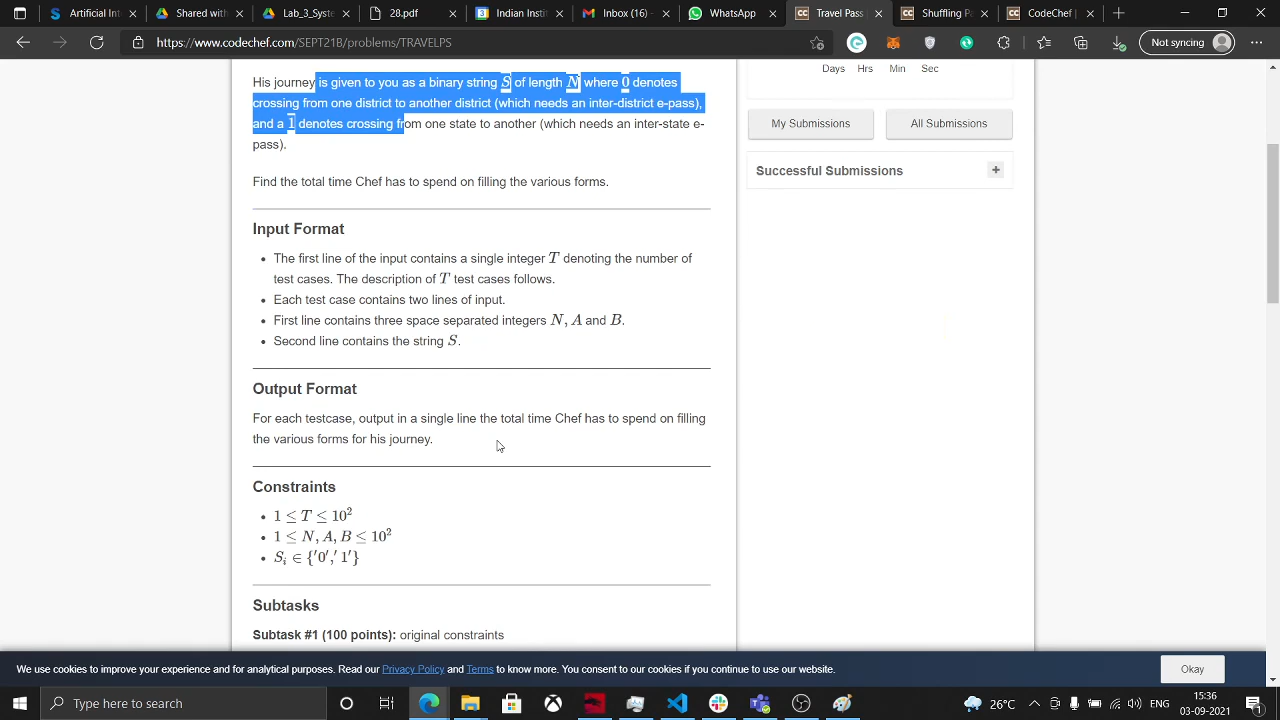 Artificial Int
Shared with
Lab_3_Syste
28.pdf
Indian Instit
Inbox (16) -
WhatsApp
Travel Pass
Shuffling Pa
CodeChef |
https://www.codechef.com/SEPT21B/problems/TRAVELPS
Not syncing
His journey is given to you as a binary string S of length N where 0 denotes
crossing from one district to another district (which needs an inter-district e-pass),
and a 1 denotes crossing from one state to another (which needs an inter-state e-
pass).
Find the total time Chef has to spend on filling the various forms.
Input Format
• The first line of the input contains a single integer T denoting the number of
test cases. The description of T test cases follows.
• Each test case contains two lines of input.
• First line contains three space separated integers N, A and B.
• Second line contains the string S.
Output Format
For each testcase, output in a single line the total time Chef has to spend on filling
the various forms for his journey.
Constraints
• 1 ≤ T ≤ 10²
• 1 ≤ N, A, B ≤ 10²
• Sᵢ ∈ {'0','1'}
Subtasks
Subtask #1 (100 points): original constraints
Days Hrs Min Sec
My Submissions
All Submissions
Successful Submissions
+
We use cookies to improve your experience and for analytical purposes. Read our Privacy Policy and Terms to know more. You consent to our cookies if you continue to use our website.
Okay
Type here to search
26°C
ENG
15:36
03-09-2021